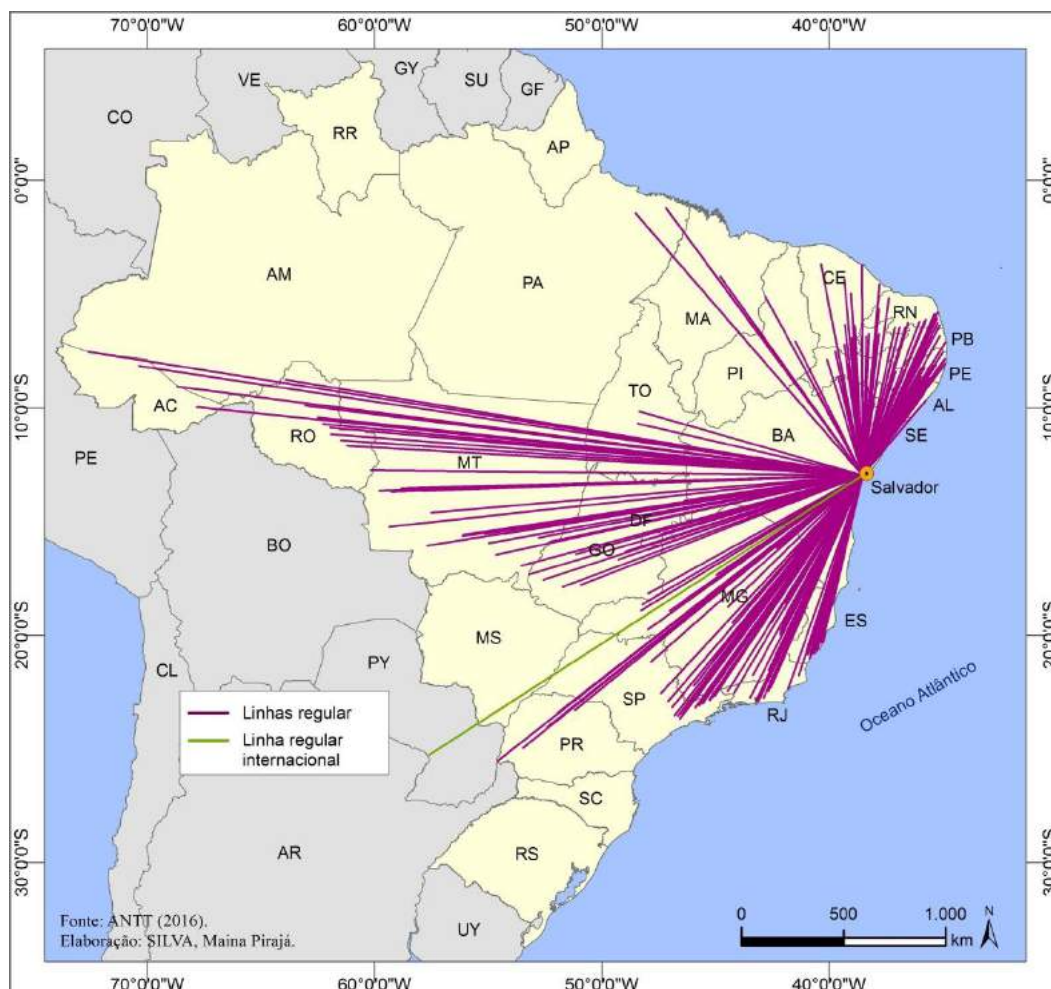 70°0'0"W 60°0'0"W 50°0'0"W 40°0'0"W
0°0'0"
10°0'0"S
20°0'0"S
30°0'0"S
0°0'0"
10°0'0"S
20°0'0"S
30°0'0"S
VE
GY
SU
GF
CO
RR
AP
AM
PA
MA
CE
RN
PB
PE
PI
TO
AL
SE
BA
AC
RO
MT
PE
Salvador
BO
DF
GO
MG
ES
MS
PY
CL
SP
RJ
Oceano Atlântico
PR
SC
RS
AR
UY
Linhas regular
Linha regular
internacional
Fonte: ANTT (2016).
Elaboração: SILVA, Maina Pirajá.
0 500 1.000
km
N
70°0'0"W 60°0'0"W 50°0'0"W 40°0'0"W